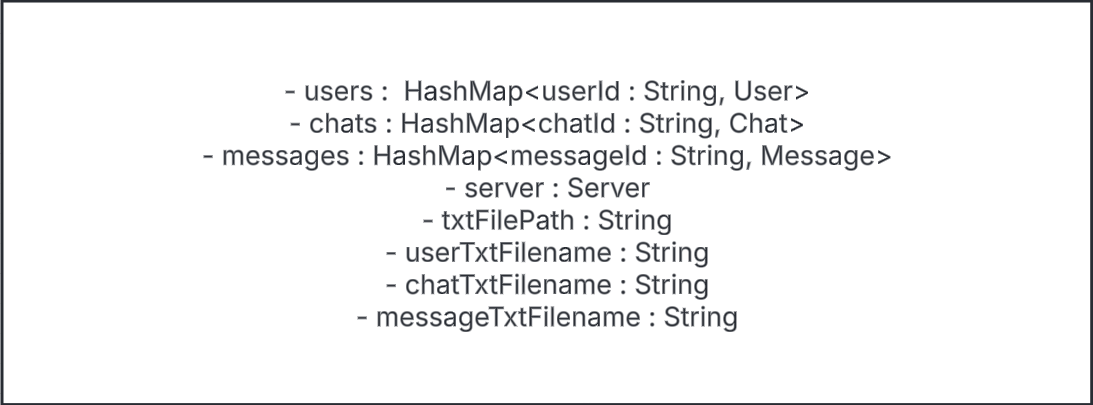 - users :  HashMap<userId : String, User>
- chats : HashMap<chatId : String, Chat>
- messages : HashMap<messageId : String, Message>
- server : Server
- txtFilePath : String
- userTxtFilename : String
- chatTxtFilename : String
- messageTxtFilename : String